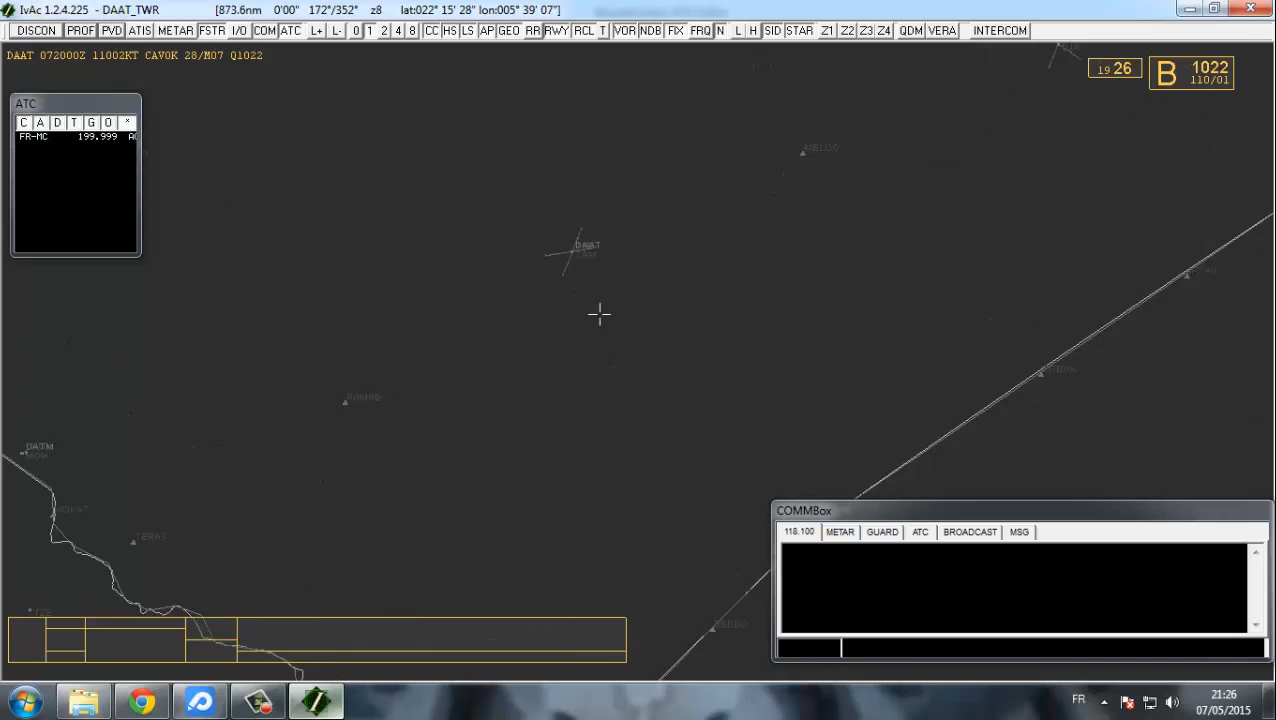 IvAc 1.2.4.225 - DAAT_TWR [873.6nm 0'00" 172°/352° z8 lat:022° 15' 28" lon:005° 39' 07"]
DISCON PROF PVD ATIS METAR FSTR I/O COM ATC L+ L- 0 1 2 4 8 CC HS LS AP GEO RR RWY RCL T VOR NDB FIX FRQ N L H SID STAR Z1 Z2 Z3 Z4 QDM VERA INTERCOM
DAAT 072000Z 11002KT CAVOK 28/M07 Q1022
19 26
B 1022
110/01
ATC
C A D T G O *
FR-MC 199.999
MELOS
DAAT
TAM
DATM
TERAS
COMMBox
118.100 METAR GUARD ATC BROADCAST MSG
FR
21:26
07/05/2015